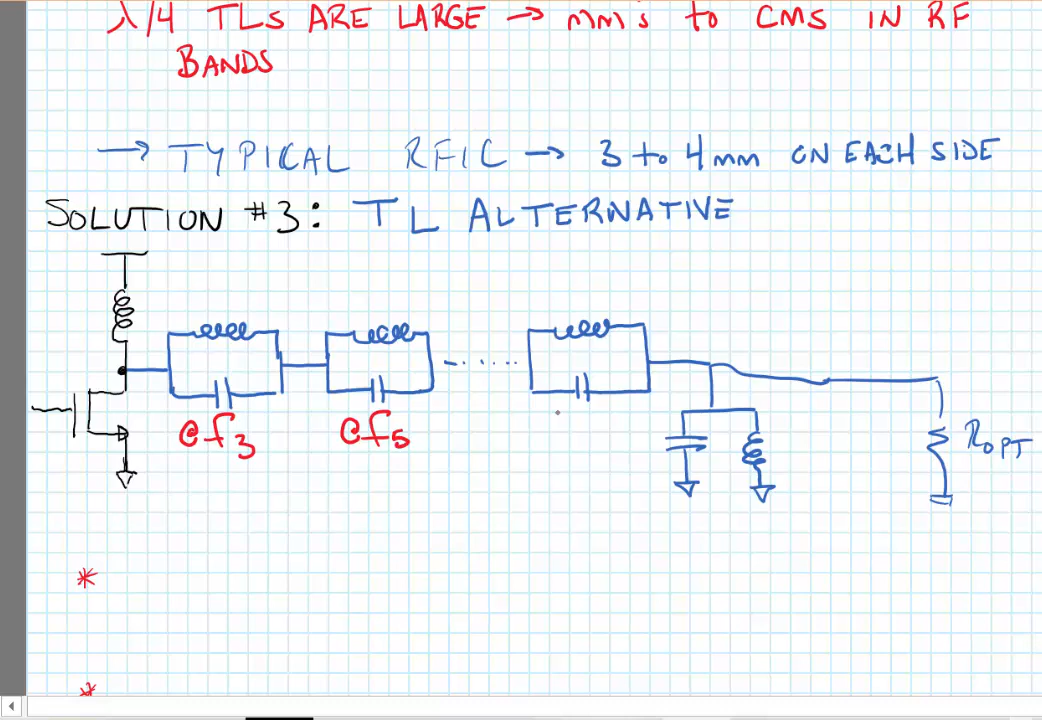 λ/4 TLS ARE LARGE → mm's to CMS IN RF
BANDS
→ TYPICAL RFIC → 3 to 4mm ON EACH SIDE
SOLUTION #3: TL ALTERNATIVE
@f3
@f5
ROPT
*
*